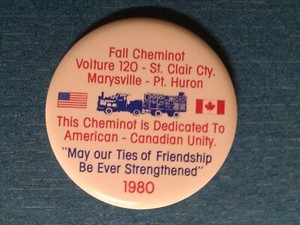 Fall Cheminot
Voiture 120 - St. Clair Cty.
Marysville - Pt. Huron
This Cheminot is Dedicated To
American - Canadian Unity.
"May our Ties of Friendship
Be Ever Strengthened"
1980